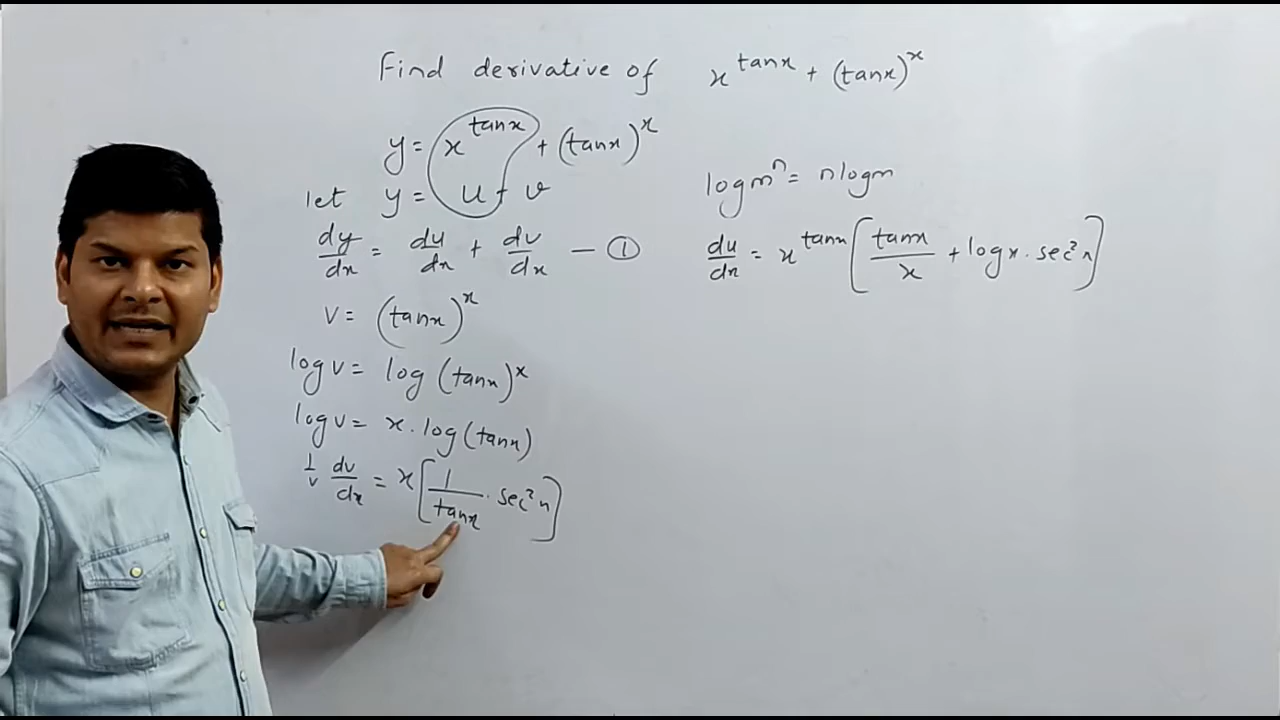 Find derivative of x^tanx + (tanx)^x
y = x^tanx + (tanx)^x
let y = u + v
dy/dx = du/dx + dv/dx — ①
v = (tanx)^x
log v = log (tanx)^x
log v = x . log (tanx)
1/v dv/dx = x [ 1/tanx . sec²x ]
log m^n = n log m
du/dx = x^tanx [ tanx/x + log x . sec²x ]